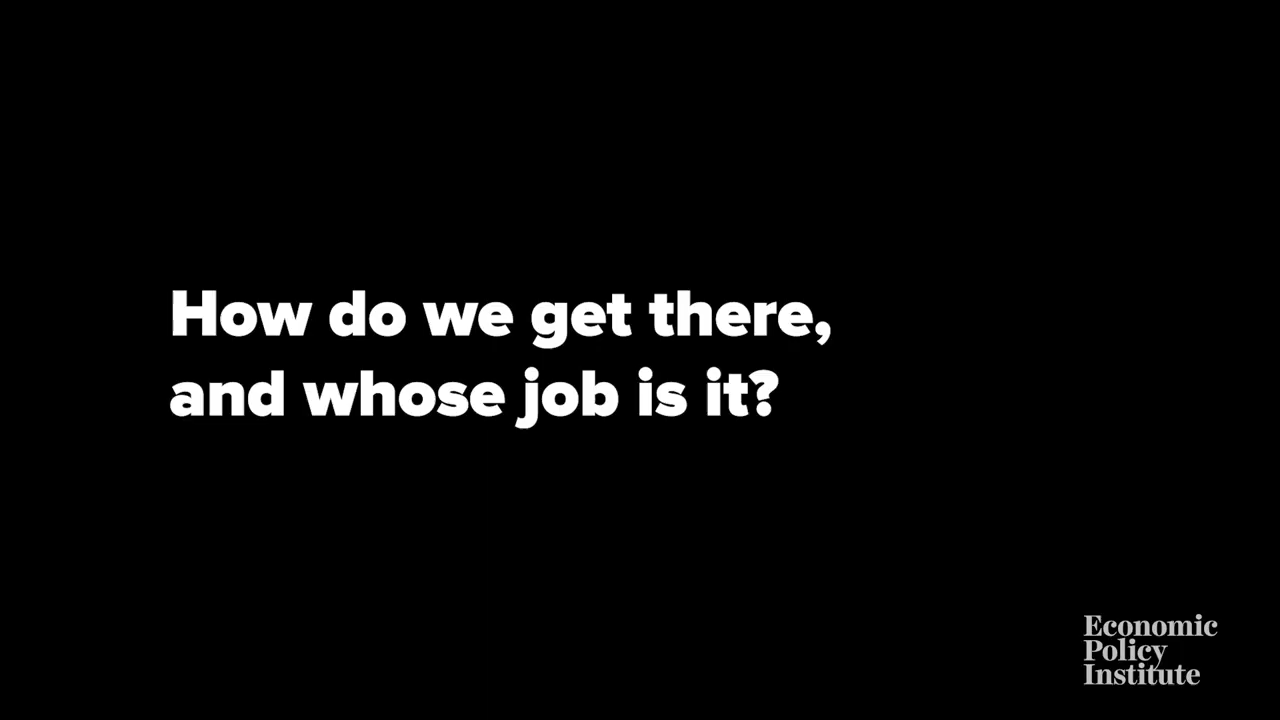 How do we get there,
and whose job is it?
Economic
Policy
Institute